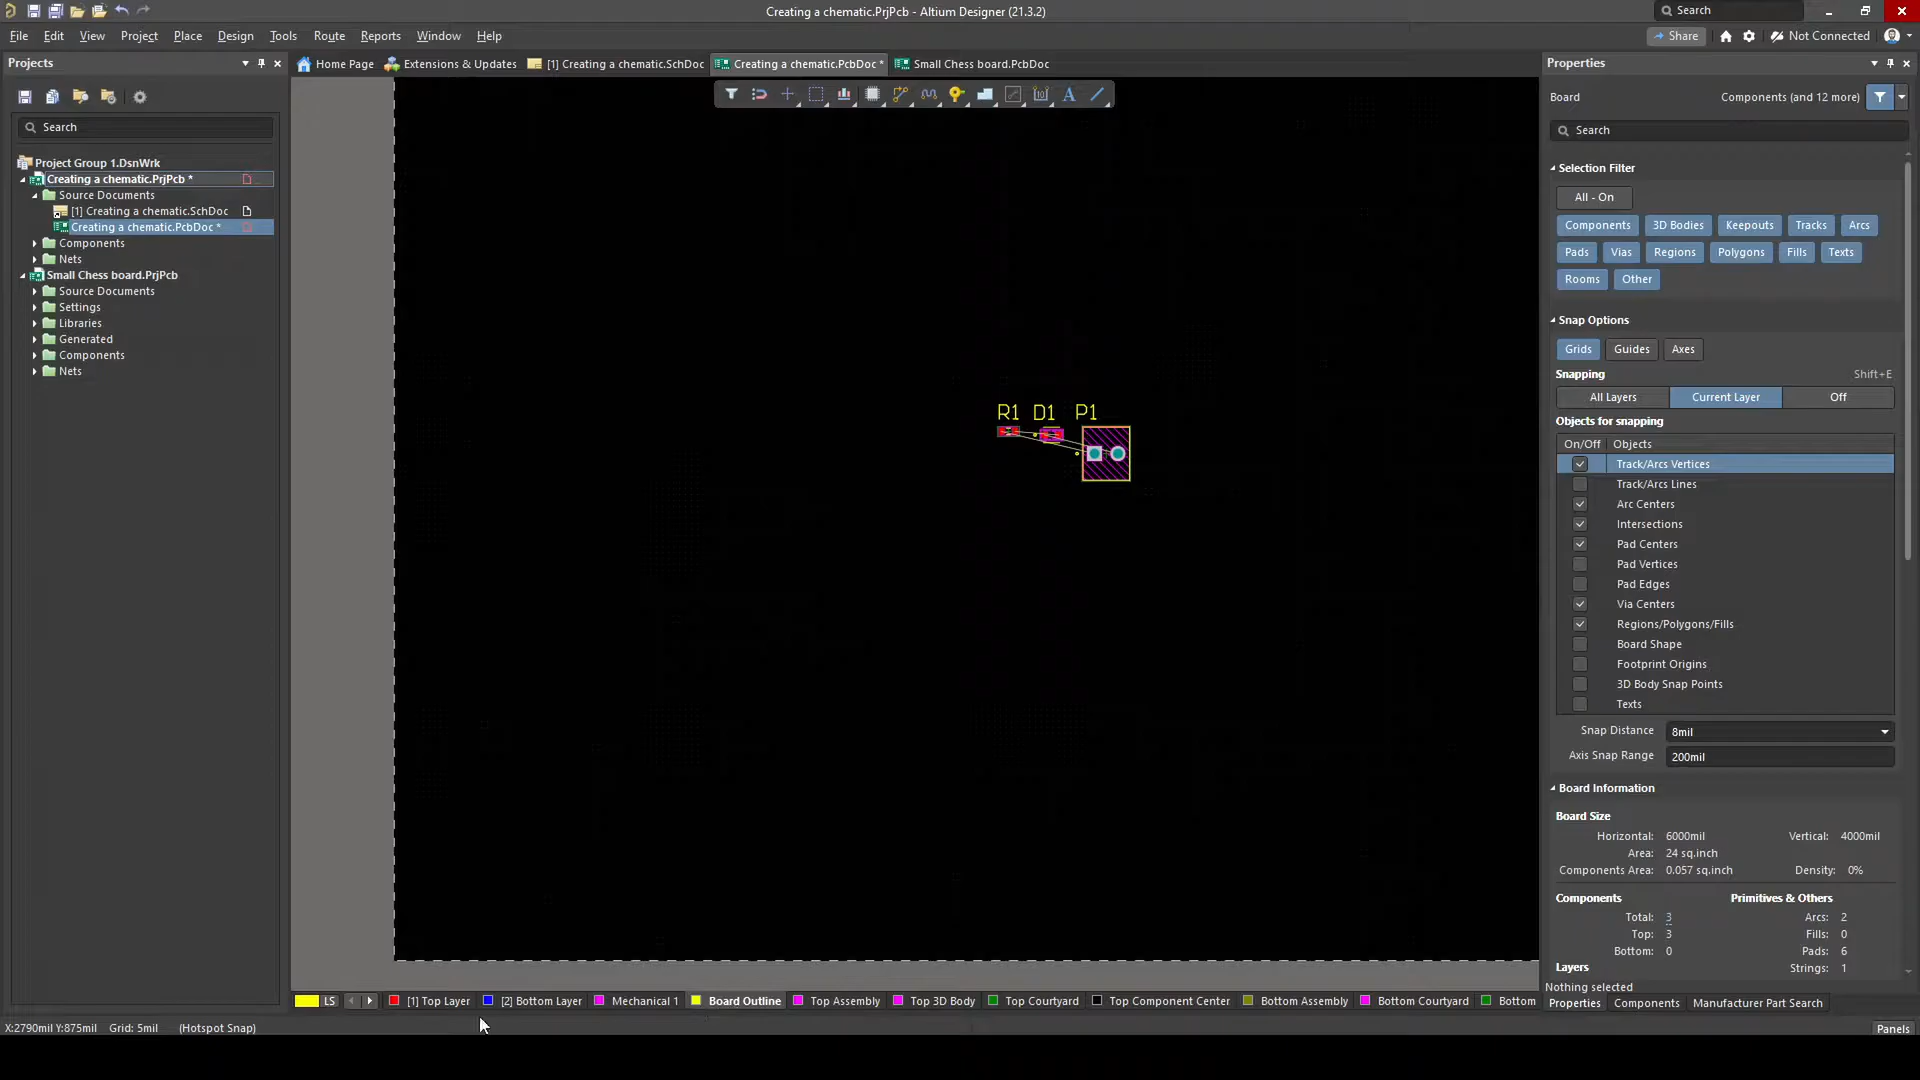 Creating a chematic.PrjPcb - Altium Designer (21.3.2)
Search
File Edit View Project Place Design Tools Route Reports Window Help
Share Not Connected
Projects
Home Page Extensions & Updates [1] Creating a chematic.SchDoc Creating a chematic.PcbDoc * Small Chess board.PcbDoc
Properties
Board Components (and 12 more)
Search
Search
Project Group 1.DsnWrk
Creating a chematic.PrjPcb *
Source Documents
[1] Creating a chematic.SchDoc
Creating a chematic.PcbDoc *
Components
Nets
Small Chess board.PrjPcb
Source Documents
Settings
Libraries
Generated
Components
Nets
R1 D1 P1
Selection Filter
All - On
Components 3D Bodies Keepouts Tracks Arcs
Pads Vias Regions Polygons Fills Texts
Rooms Other
Snap Options
Grids Guides Axes
Snapping Shift+E
All Layers Current Layer Off
Objects for snapping
On/Off Objects
Track/Arcs Vertices
Track/Arcs Lines
Arc Centers
Intersections
Pad Centers
Pad Vertices
Pad Edges
Via Centers
Regions/Polygons/Fills
Board Shape
Footprint Origins
3D Body Snap Points
Texts
Snap Distance 8mil
Axis Snap Range 200mil
Board Information
Board Size
Horizontal: 6000mil Vertical: 4000mil
Area: 24 sq.inch
Components Area: 0.057 sq.inch Density: 0%
Components Primitives & Others
Total: 3 Arcs: 2
Top: 3 Fills: 0
Bottom: 0 Pads: 6
Layers Strings: 1
Nothing selected
LS [1] Top Layer [2] Bottom Layer Mechanical 1 Board Outline Top Assembly Top 3D Body Top Courtyard Top Component Center Bottom Assembly Bottom Courtyard Bottom
Properties Components Manufacturer Part Search
X:2790mil Y:875mil Grid: 5mil (Hotspot Snap)
Panels